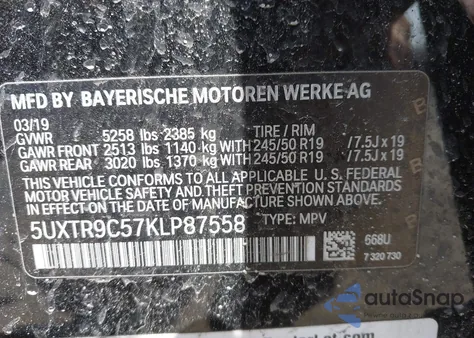 MFD BY BAYERISCHE MOTOREN WERKE AG
03/19
GVWR 5258 lbs 2385 kg TIRE / RIM
GAWR FRONT 2513 lbs 1140 kg WITH 245/50 R19 /7.5J x 19
GAWR REAR 3020 lbs 1370 kg WITH 245/50 R19 /7.5J x 19
THIS VEHICLE CONFORMS TO ALL APPLICABLE U.S. FEDERAL
MOTOR VEHICLE SAFETY AND THEFT PREVENTION STANDARDS
IN EFFECT ON THE DATE OF MANUFACTURE SHOWN ABOVE.
5UXTR9C57KLP87558 TYPE: MPV
668U
7 320 730
autoSnap